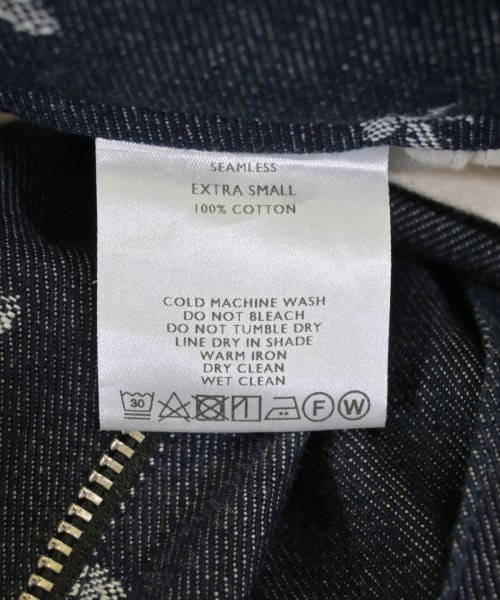 SEAMLESS
EXTRA SMALL
100% COTTON
COLD MACHINE WASH
DO NOT BLEACH
DO NOT TUMBLE DRY
LINE DRY IN SHADE
WARM IRON
DRY CLEAN
WET CLEAN
30 F W